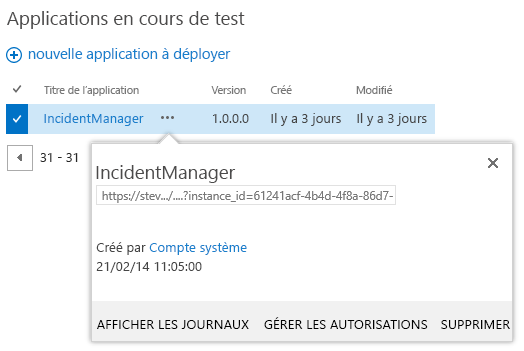 Applications en cours de test
nouvelle application à déployer
Titre de l'application Version Créé Modifié
IncidentManager ... 1.0.0.0 Il y a 3 jours Il y a 3 jours
31 - 31
IncidentManager
https://stev.../....?instance_id=61241acf-4b4d-4f8a-86d7-
Créé par Compte système
21/02/14 11:05:00
AFFICHER LES JOURNAUX GÉRER LES AUTORISATIONS SUPPRIMER